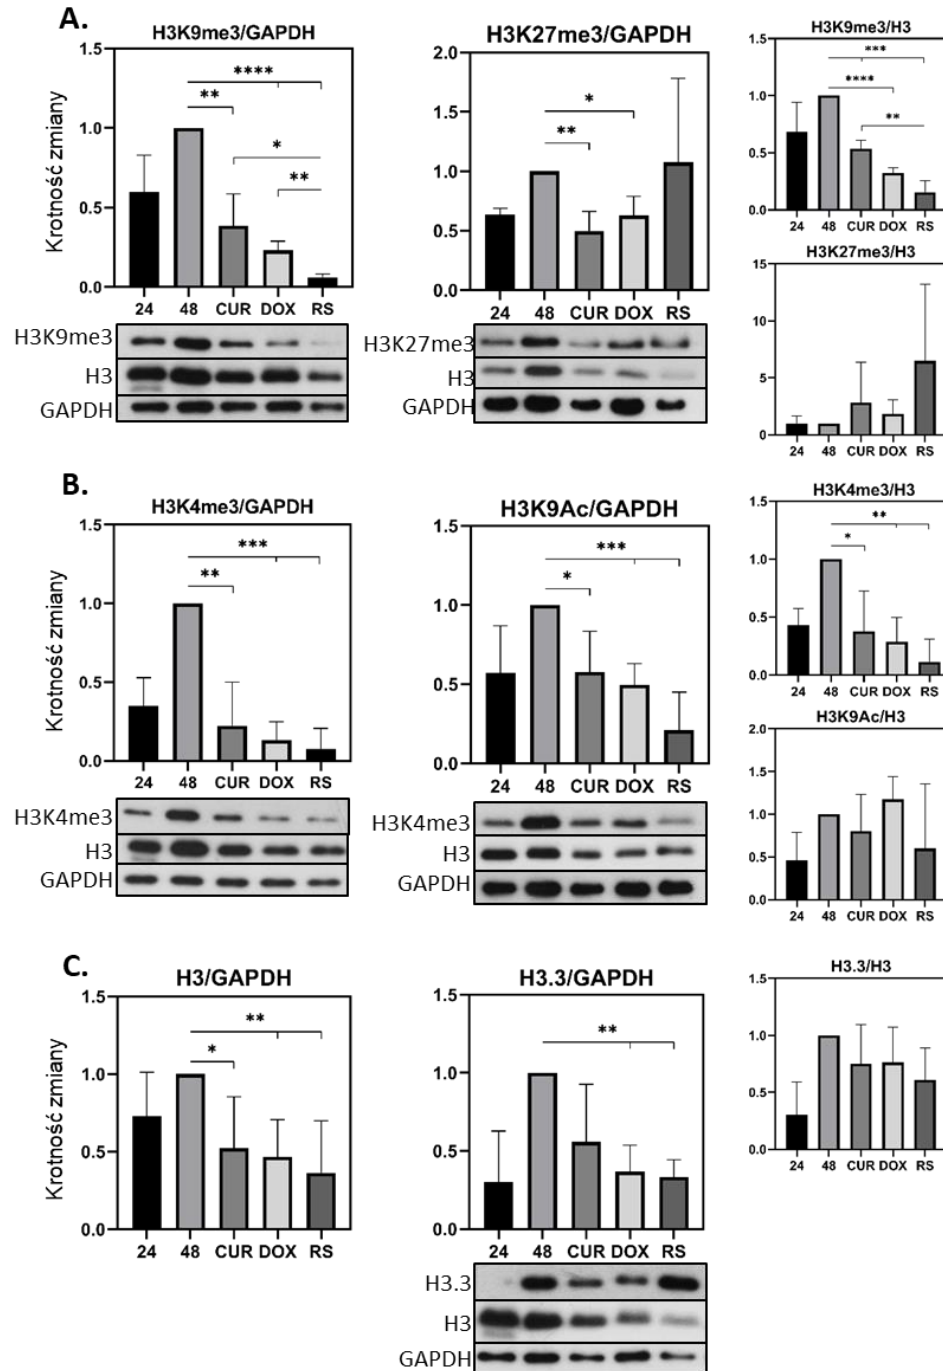 A.
H3K9me3/GAPDH
Krotność zmiany
1.5
1.0
0.5
0.0
****
**
*
**
24 48 CUR DOX RS
H3K9me3
H3
GAPDH
H3K27me3/GAPDH
2.0
1.5
1.0
0.5
0.0
*
**
24 48 CUR DOX RS
H3K27me3
H3
GAPDH
H3K9me3/H3
1.5
1.0
0.5
0.0
***
****
**
24 48 CUR DOX RS
H3K27me3/H3
15
10
5
0
24 48 CUR DOX RS
B.
H3K4me3/GAPDH
Krotność zmiany
1.5
1.0
0.5
0.0
***
**
24 48 CUR DOX RS
H3K4me3
H3
GAPDH
H3K9Ac/GAPDH
1.5
1.0
0.5
0.0
***
*
24 48 CUR DOX RS
H3K4me3
H3
GAPDH
H3K4me3/H3
1.5
1.0
0.5
0.0
**
*
24 48 CUR DOX RS
H3K9Ac/H3
2.0
1.5
1.0
0.5
0.0
24 48 CUR DOX RS
C.
H3/GAPDH
Krotność zmiany
1.5
1.0
0.5
0.0
**
*
24 48 CUR DOX RS
H3.3/GAPDH
1.5
1.0
0.5
0.0
**
24 48 CUR DOX RS
H3.3
H3
GAPDH
H3.3/H3
1.5
1.0
0.5
0.0
24 48 CUR DOX RS